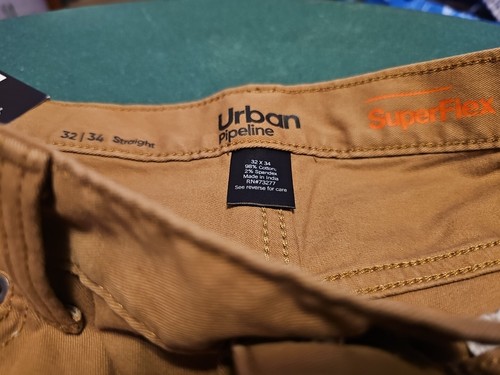 32 | 34 Straight
Urban
Pipeline
SuperFlex
32 X 34
98% Cotton,
2% Spandex
Made in India
RN#73277
See reverse for care